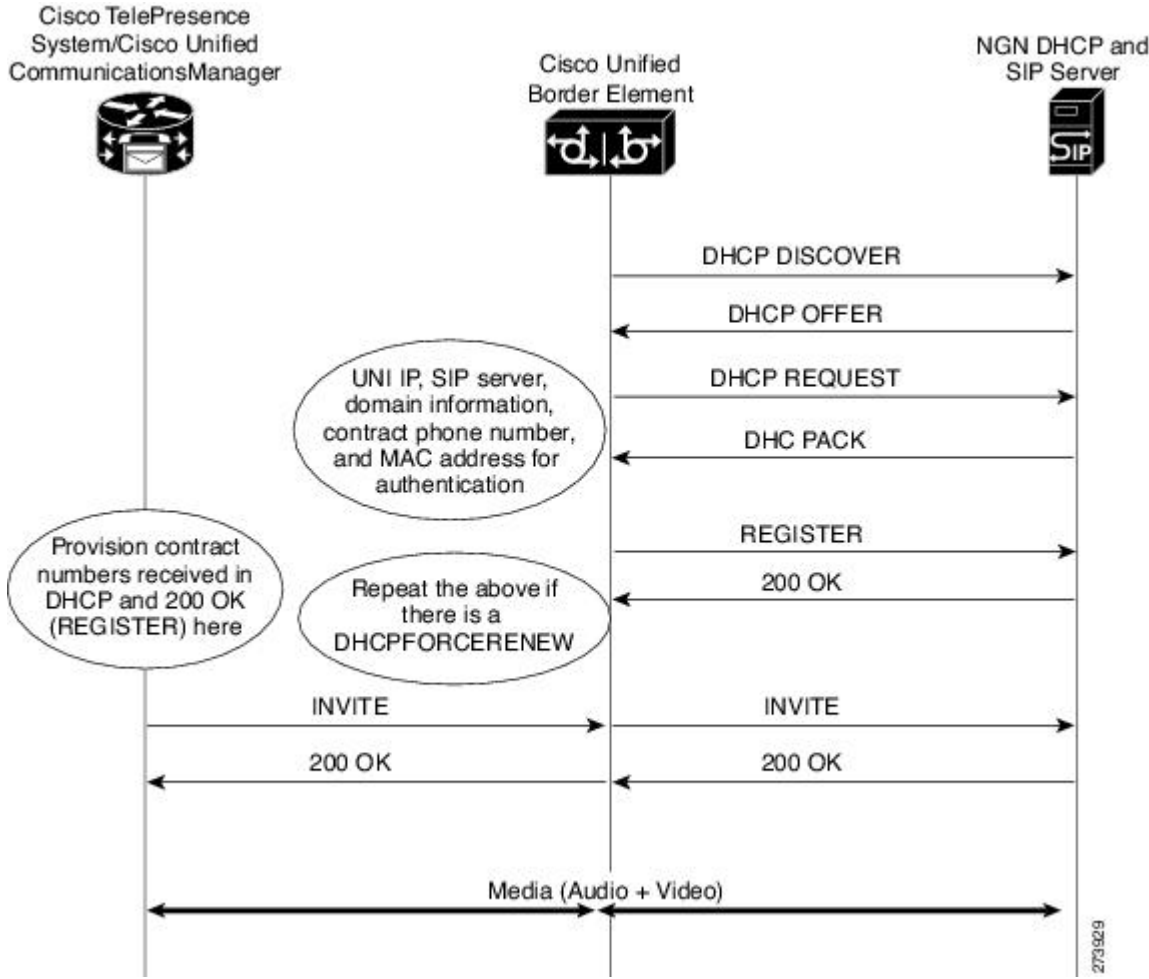 Cisco TelePresence
System/Cisco Unified
CommunicationsManager
Cisco Unified
Border Element
NGN DHCP and
SIP Server
SIP
DHCP DISCOVER
DHCP OFFER
UNI IP, SIP server,
domain information,
contract phone number,
and MAC address for
authentication
DHCP REQUEST
DHC PACK
Provision contract
numbers received in
DHCP and 200 OK
(REGISTER) here
REGISTER
200 OK
Repeat the above if
there is a
DHCPFORCERENEW
INVITE
INVITE
200 OK
200 OK
Media (Audio + Video)
273929